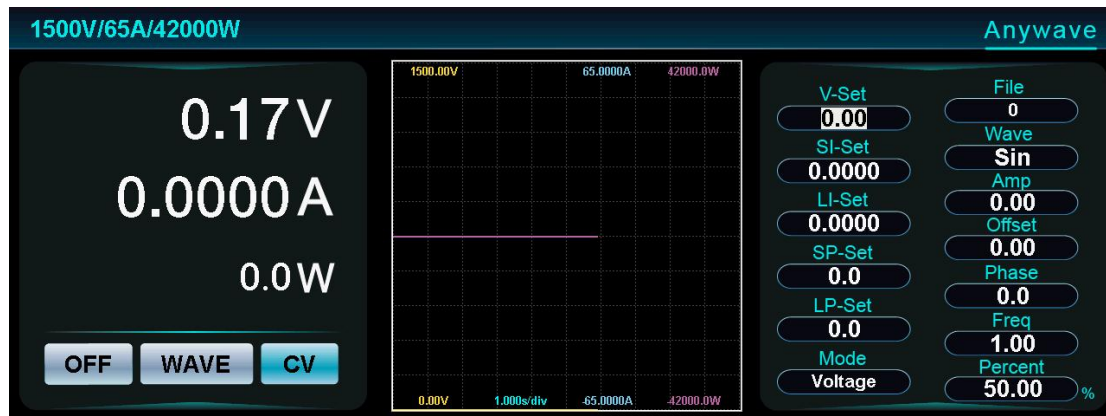 1500V/65A/42000W
Anywave
0.17V
0.0000A
0.0W
OFF WAVE CV
1500.00V 65.0000A 42000.0W
0.00V 1.000s/div -65.0000A -42000.0W
V-Set
0.00
SI-Set
0.0000
LI-Set
0.0000
SP-Set
0.0
LP-Set
0.0
Mode
Voltage
File
0
Wave
Sin
Amp
0.00
Offset
0.00
Phase
0.0
Freq
1.00
Percent
50.00 %